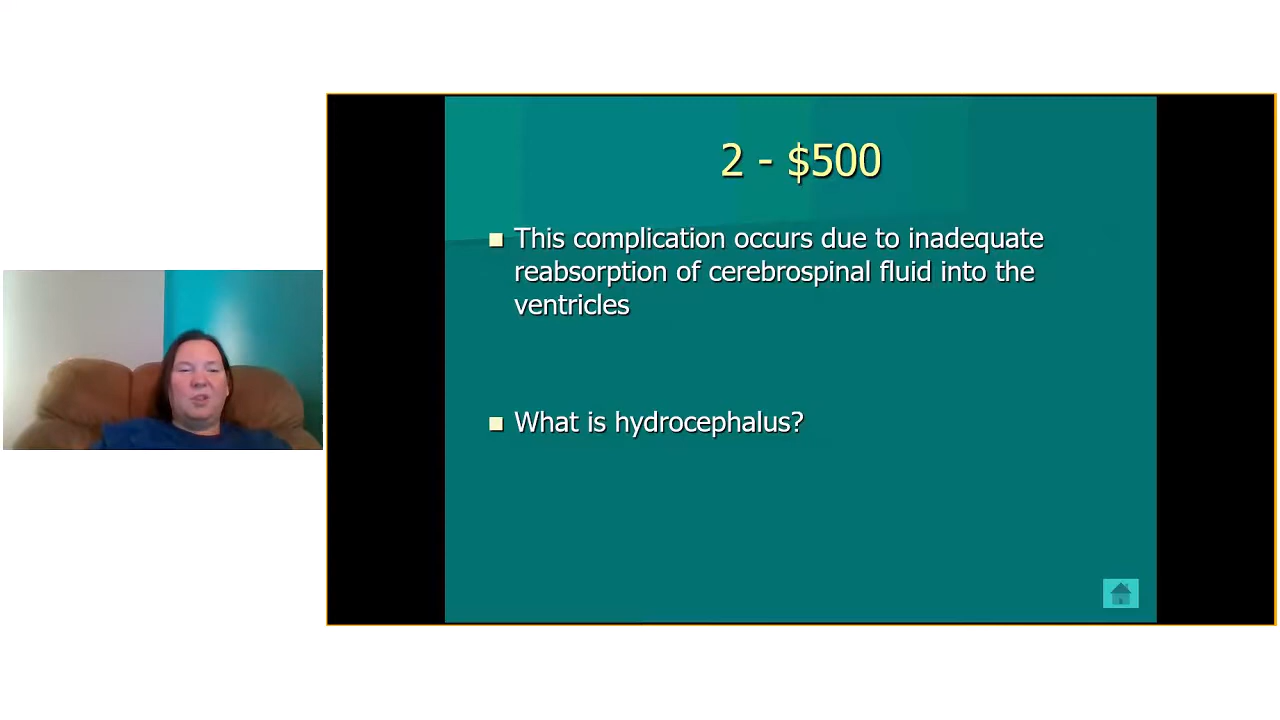 2 - $500
This complication occurs due to inadequate
reabsorption of cerebrospinal fluid into the
ventricles
What is hydrocephalus?